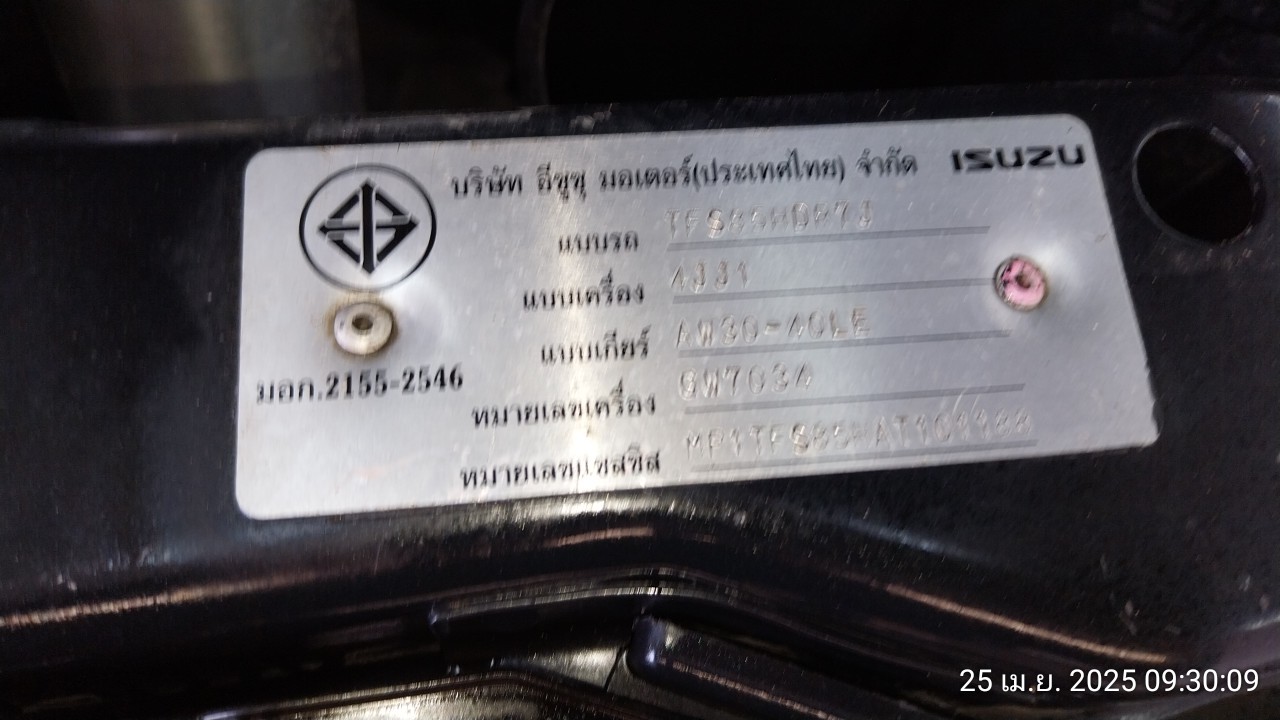 บริษัท อีซูซุ มอเตอร์(ประเทศไทย) จำกัด ISUZU
แบบรถ
แบบเครื่อง 4JJ1
แบบเกียร์ AW30-40LE
มอก.2155-2546
หมายเลขเครื่อง GW7034
หมายเลขแชสซีส
25 เม.ย. 2025 09:30:09